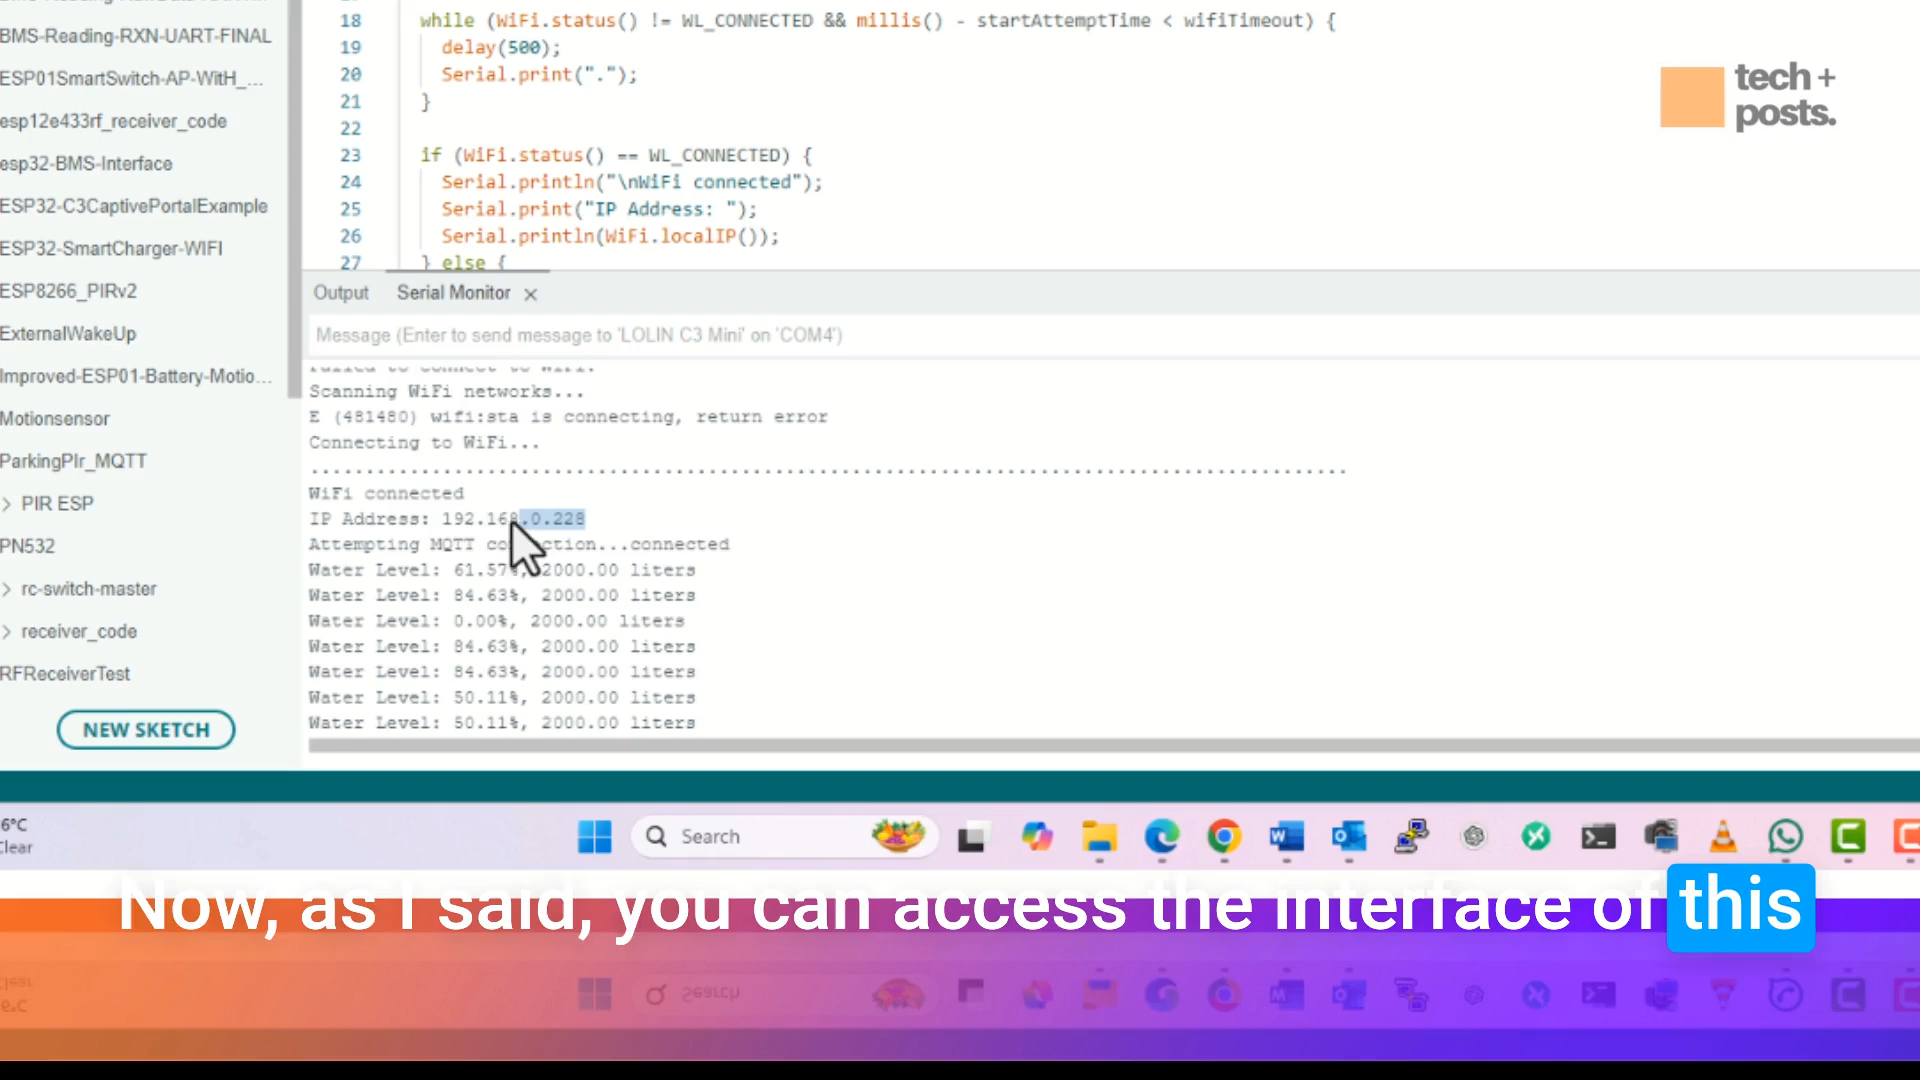 18 while (WiFi.status() != WL_CONNECTED && millis() - startAttemptTime < wifiTimeout) {
19 delay(500);
20 Serial.print(".");
21 }
22
23 if (WiFi.status() == WL_CONNECTED) {
24 Serial.println("\nWiFi connected");
25 Serial.print("IP Address: ");
26 Serial.println(WiFi.localIP());
27 } else {
tech +
posts.
BMS-Reading-RXN-UART-FINAL
ESP01SmartSwitch-AP-WitH_...
esp12e433rf_receiver_code
esp32-BMS-Interface
ESP32-C3CaptivePortalExample
ESP32-SmartCharger-WIFI
ESP8266_PIRv2
ExternalWakeUp
Improved-ESP01-Battery-Motio...
Motionsensor
ParkingPIr_MQTT
PIR ESP
PN532
rc-switch-master
receiver_code
RFReceiverTest
NEW SKETCH
Output Serial Monitor
Message (Enter to send message to 'LOLIN C3 Mini' on 'COM4')
failed to connect to WiFi.
Scanning WiFi networks...
E (481480) wifi:sta is connecting, return error
Connecting to WiFi...
..............................................................................................
WiFi connected
IP Address: 192.168.0.228
Attempting MQTT connection...connected
Water Level: 61.57%, 2000.00 liters
Water Level: 84.63%, 2000.00 liters
Water Level: 0.00%, 2000.00 liters
Water Level: 84.63%, 2000.00 liters
Water Level: 84.63%, 2000.00 liters
Water Level: 50.11%, 2000.00 liters
Water Level: 50.11%, 2000.00 liters
6°C
Clear
Search
Now, as I said, you can access the interface of this